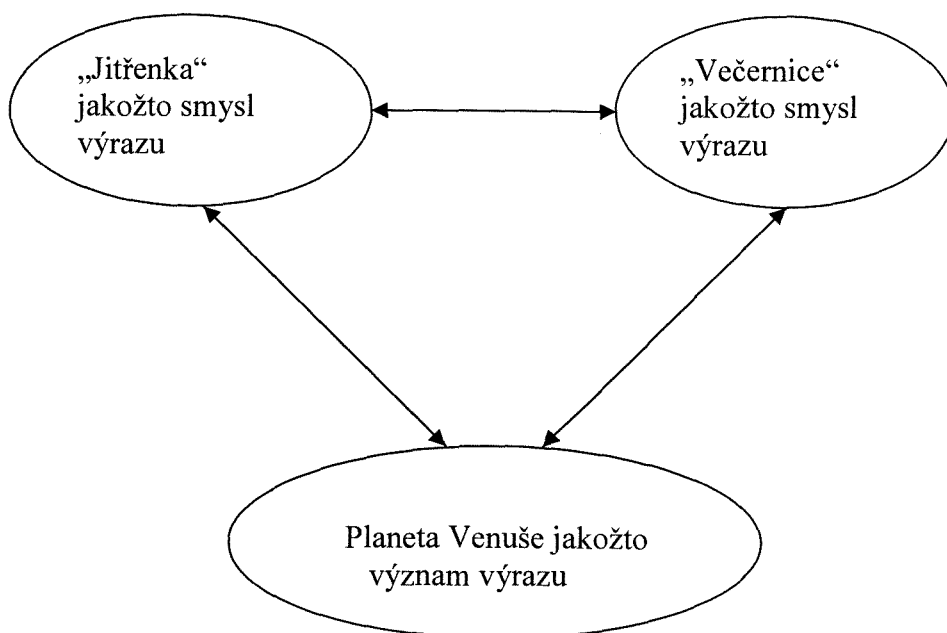 „Jitřenka“
jakožto smysl
výrazu
„Večernice“
jakožto smysl
výrazu
Planeta Venuše jakožto
význam výrazu